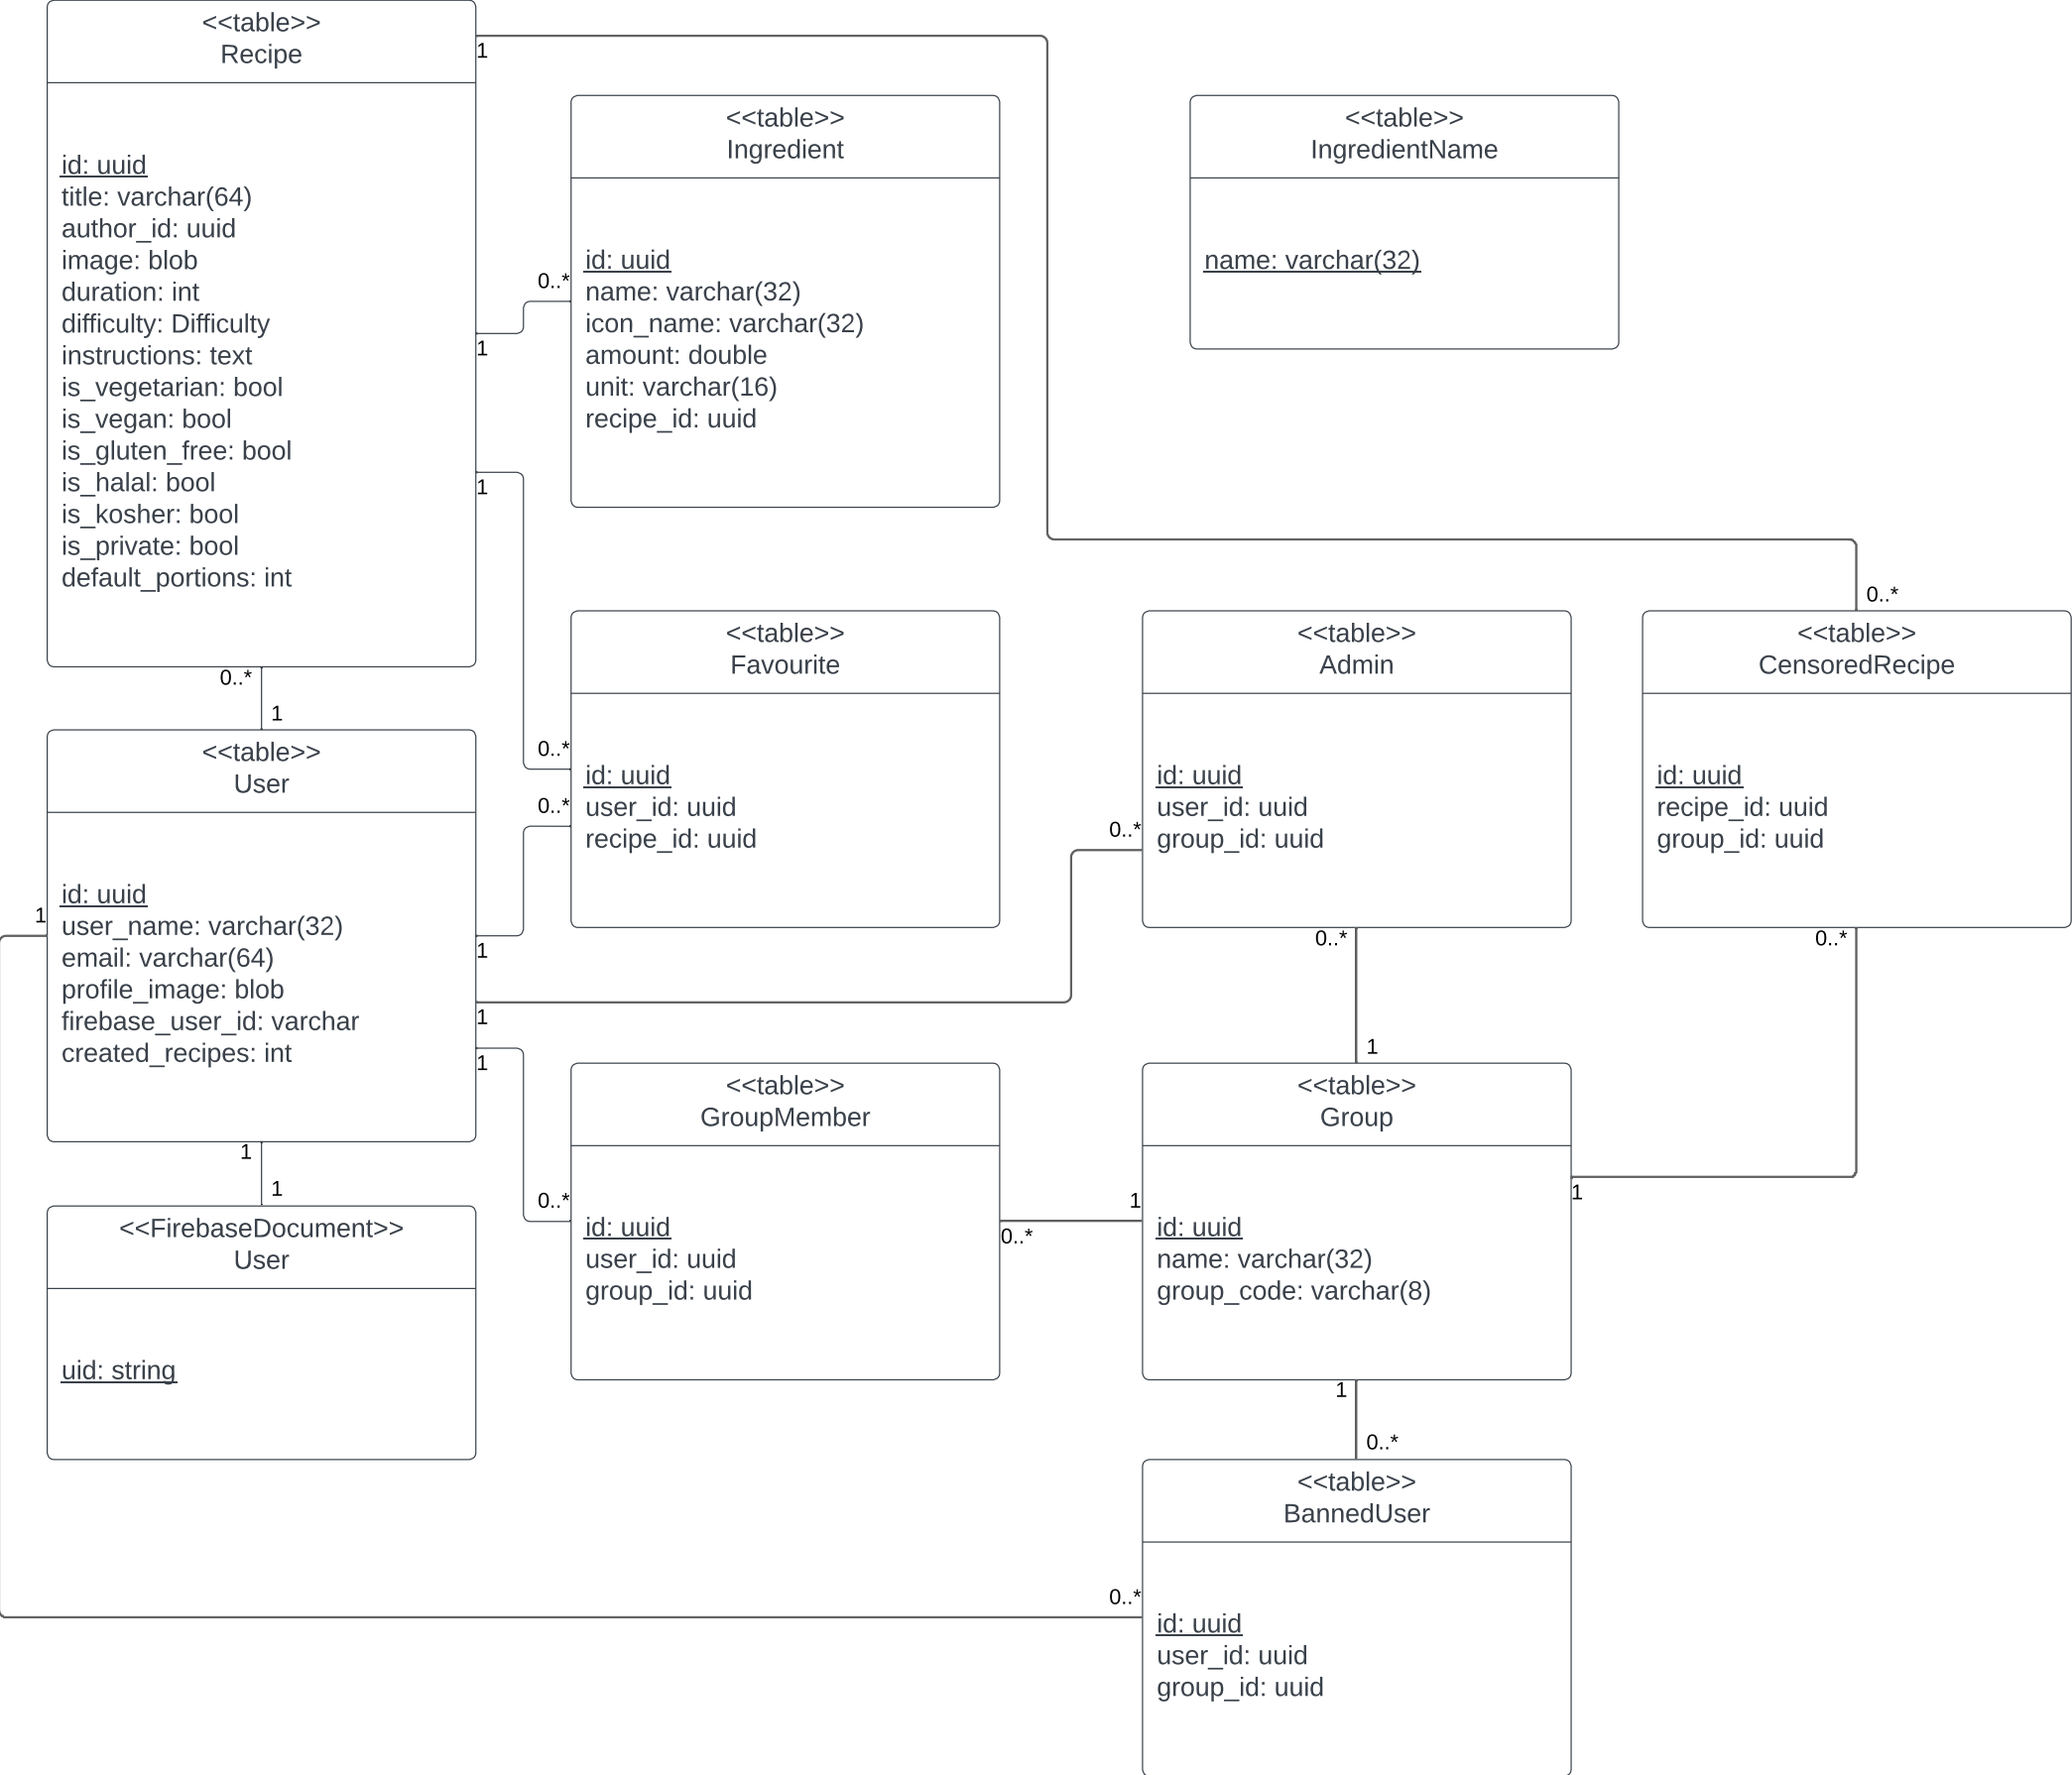 <<table>>
Recipe
id: uuid
title: varchar(64)
author_id: uuid
image: blob
duration: int
difficulty: Difficulty
instructions: text
is_vegetarian: bool
is_vegan: bool
is_gluten_free: bool
is_halal: bool
is_kosher: bool
is_private: bool
default_portions: int
1
1
1
0..*
1
<<table>>
Ingredient
id: uuid
name: varchar(32)
icon_name: varchar(32)
amount: double
unit: varchar(16)
recipe_id: uuid
0..*
<<table>>
IngredientName
name: varchar(32)
<<table>>
Favourite
id: uuid
user_id: uuid
recipe_id: uuid
0..*
0..*
<<table>>
Admin
id: uuid
user_id: uuid
group_id: uuid
0..*
0..*
<<table>>
CensoredRecipe
id: uuid
recipe_id: uuid
group_id: uuid
0..*
0..*
<<table>>
User
id: uuid
user_name: varchar(32)
email: varchar(64)
profile_image: blob
firebase_user_id: varchar
created_recipes: int
1
1
1
1
1
1
<<FirebaseDocument>>
User
uid: string
<<table>>
GroupMember
id: uuid
user_id: uuid
group_id: uuid
0..*
0..*
1
<<table>>
Group
id: uuid
name: varchar(32)
group_code: varchar(8)
1
1
1
0..*
<<table>>
BannedUser
id: uuid
user_id: uuid
group_id: uuid
0..*